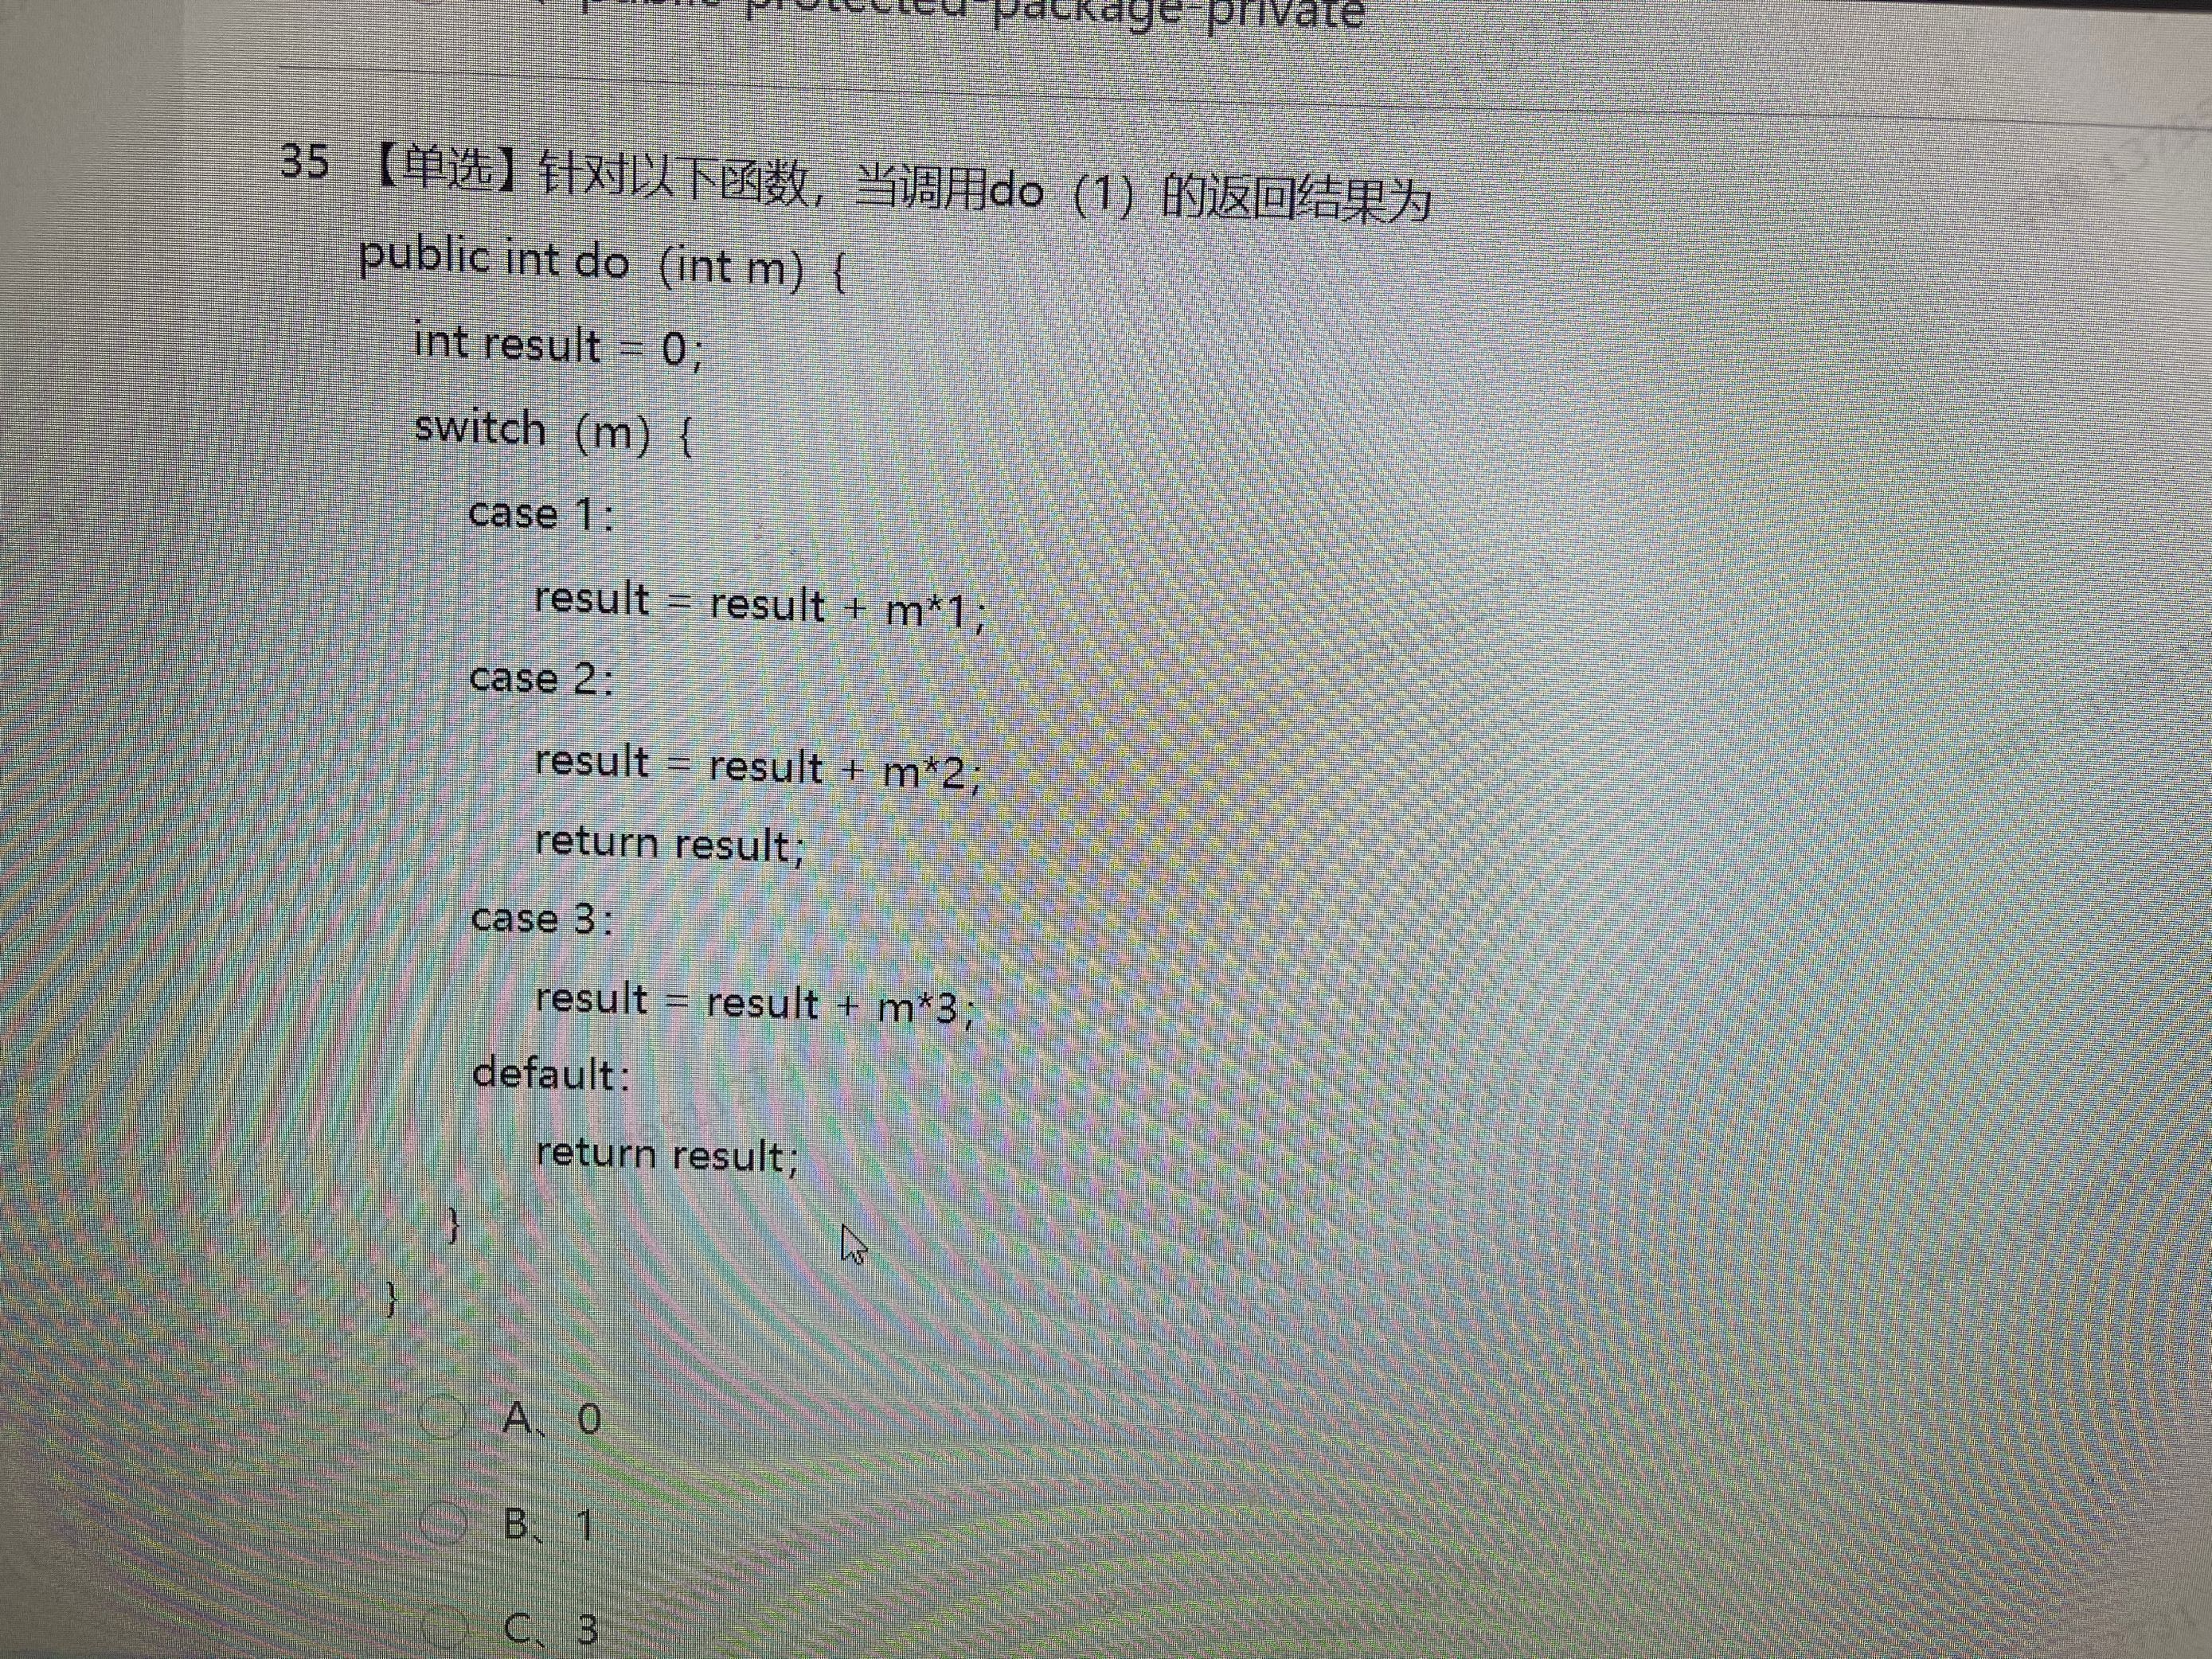 public-protected-package-private
35 【单选】针对以下函数，当调用do（1）的返回结果为
public int do（int m）{
int result = 0;
switch（m）{
case 1:
result = result + m*1;
case 2:
result = result + m*2;
return result;
case 3:
result = result + m*3;
default:
return result;
}
}
A、0
B、1
C、3